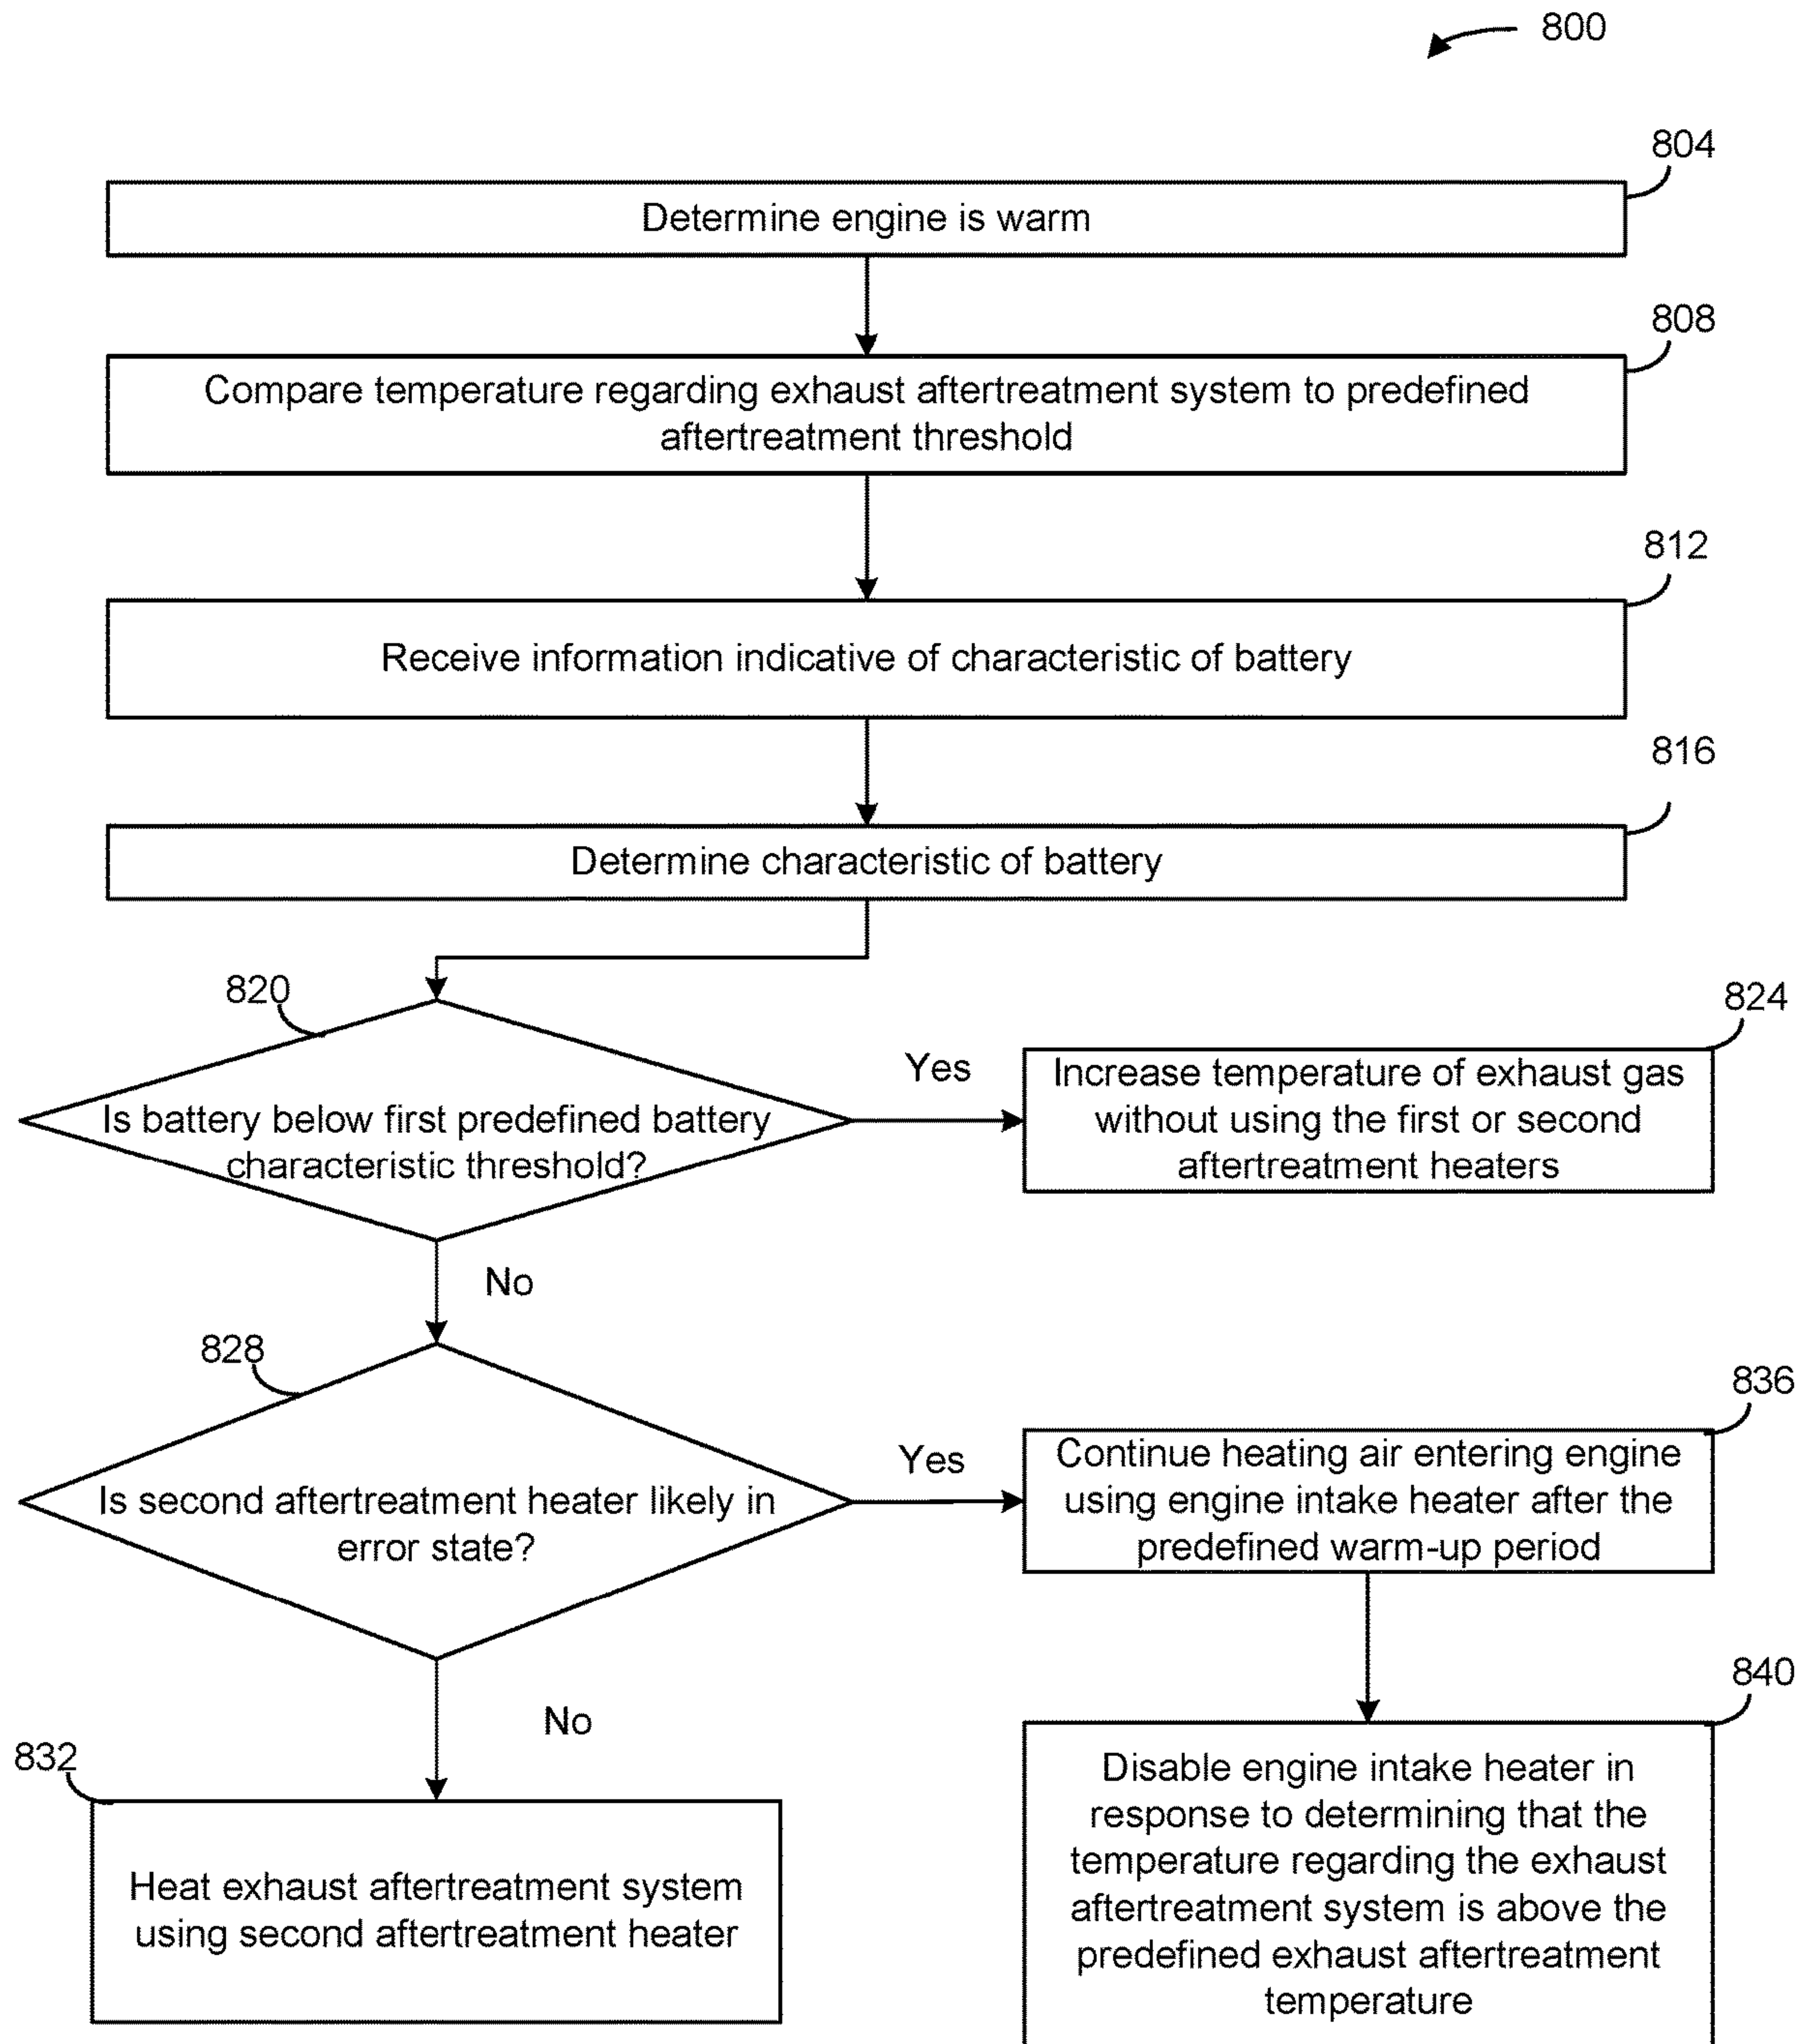 800
804
Determine engine is warm
808
Compare temperature regarding exhaust aftertreatment system to predefined
aftertreatment threshold
812
Receive information indicative of characteristic of battery
816
Determine characteristic of battery
820
Is battery below first predefined battery
characteristic threshold?
Yes
824
Increase temperature of exhaust gas
without using the first or second
aftertreatment heaters
No
828
Is second aftertreatment heater likely in
error state?
Yes
836
Continue heating air entering engine
using engine intake heater after the
predefined warm-up period
No
832
Heat exhaust aftertreatment system
using second aftertreatment heater
840
Disable engine intake heater in
response to determining that the
temperature regarding the exhaust
aftertreatment system is above the
predefined exhaust aftertreatment
temperature